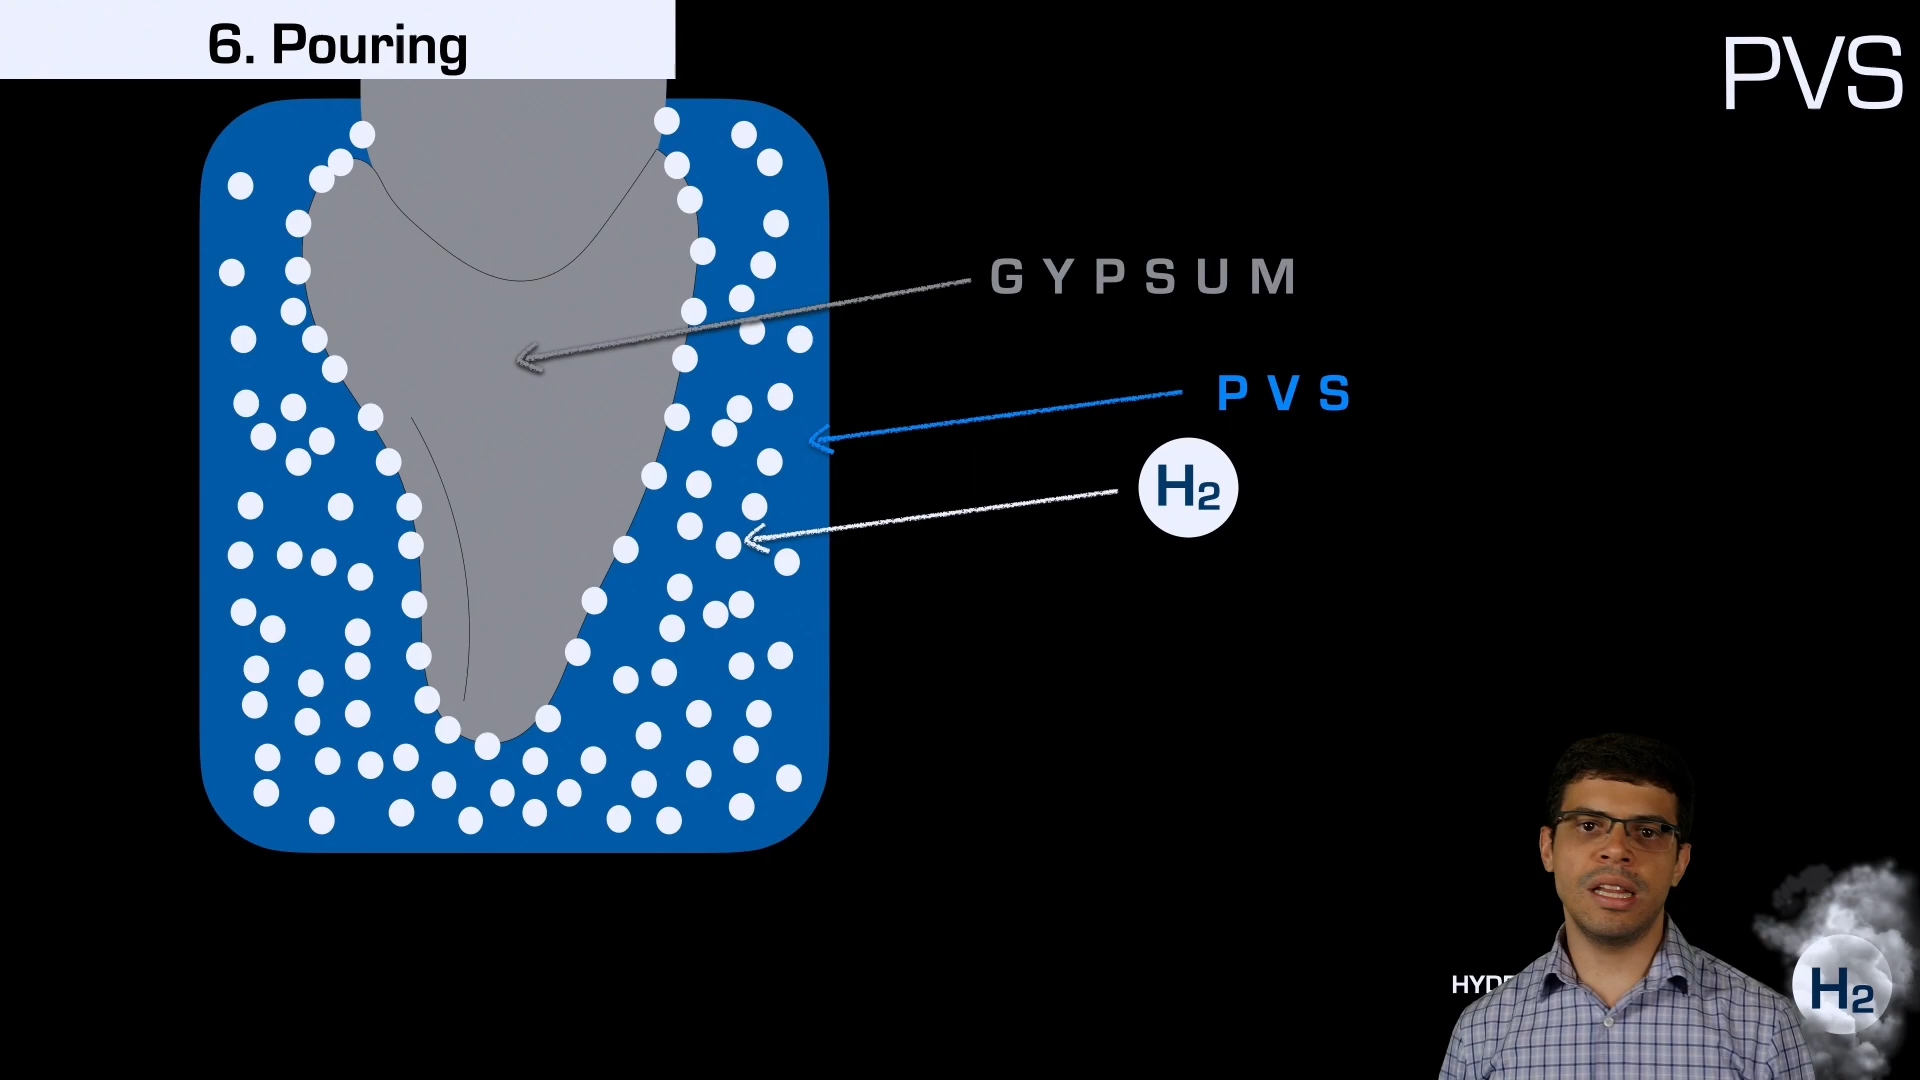 6. Pouring
PVS
GYPSUM
PVS
H₂
H₂